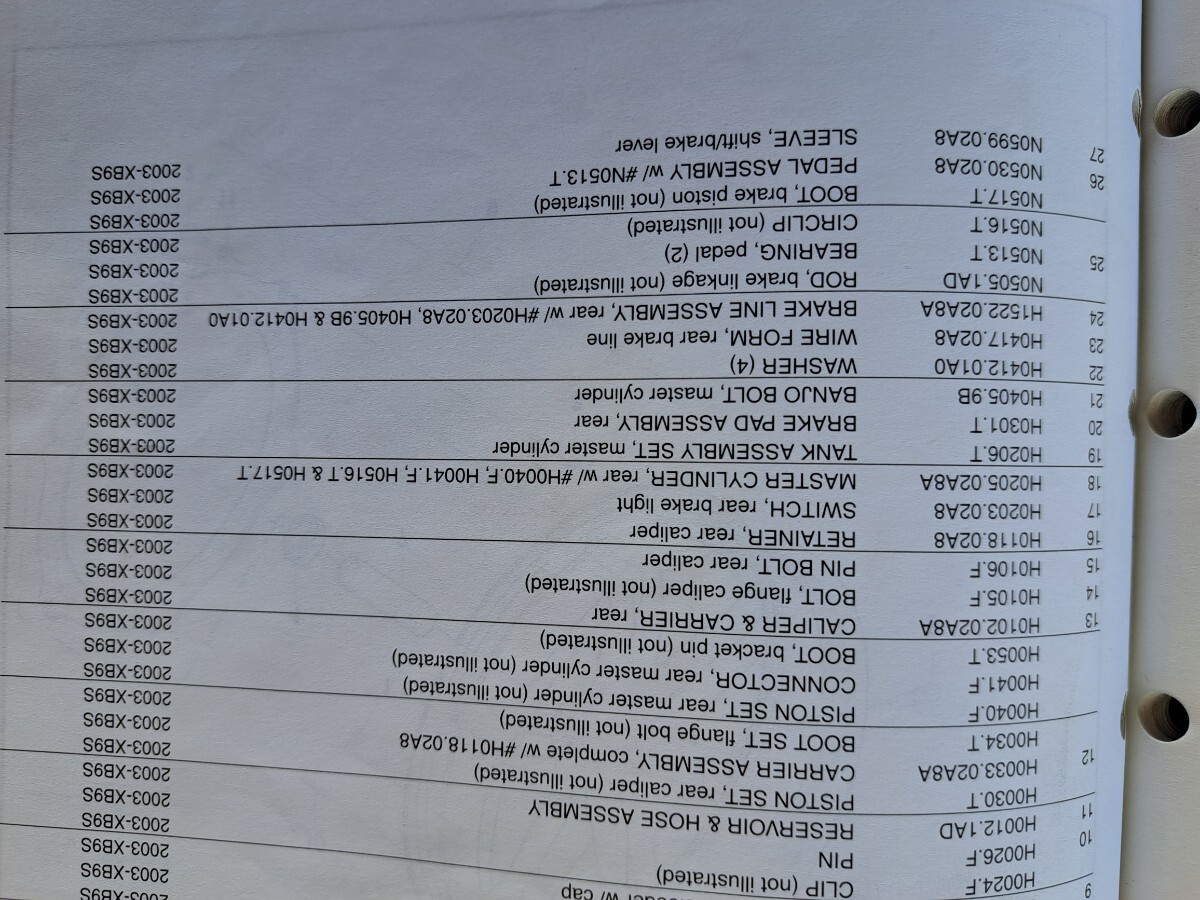 9 w/ cap 2003-XB9S
H0024.F CLIP (not illustrated) 2003-XB9S
10 H0026.F PIN 2003-XB9S
11 H0012.1AD RESERVOIR & HOSE ASSEMBLY 2003-XB9S
H0030.T PISTON SET, rear caliper (not illustrated) 2003-XB9S
12 H0033.02A8A CARRIER ASSEMBLY, complete w/ #H0118.02A8 2003-XB9S
H0034.T BOOT SET, flange bolt (not illustrated) 2003-XB9S
H0040.F PISTON SET, rear master cylinder (not illustrated) 2003-XB9S
H0041.F CONNECTOR, rear master cylinder (not illustrated) 2003-XB9S
H0053.T BOOT, bracket pin (not illustrated) 2003-XB9S
13 H0102.02A8A CALIPER & CARRIER, rear 2003-XB9S
14 H0105.F BOLT, flange caliper (not illustrated) 2003-XB9S
15 H0106.F PIN BOLT, rear caliper 2003-XB9S
16 H0118.02A8 RETAINER, rear caliper 2003-XB9S
17 H0203.02A8 SWITCH, rear brake light 2003-XB9S
18 H0205.02A8A MASTER CYLINDER, rear w/ #H0040.F, H0041.F, H0516.T & H0517.T 2003-XB9S
19 H0206.T TANK ASSEMBLY SET, master cylinder 2003-XB9S
20 H0301.T BRAKE PAD ASSEMBLY, rear 2003-XB9S
21 H0405.9B BANJO BOLT, master cylinder 2003-XB9S
22 H0412.01A0 WASHER (4) 2003-XB9S
23 H0417.02A8 WIRE FORM, rear brake line 2003-XB9S
24 H1522.02A8A BRAKE LINE ASSEMBLY, rear w/ #H0203.02A8, H0405.9B & H0412.01A0 2003-XB9S
N0505.1AD ROD, brake linkage (not illustrated) 2003-XB9S
25 N0513.T BEARING, pedal (2) 2003-XB9S
N0516.T CIRCLIP (not illustrated) 2003-XB9S
N0517.T BOOT, brake piston (not illustrated) 2003-XB9S
26 N0530.02A8 PEDAL ASSEMBLY w/ #N0513.T 2003-XB9S
27 N0599.02A8 SLEEVE, shift/brake lever 2003-XB9S